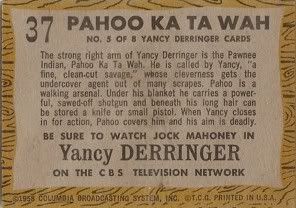 37
PAHOO KA TA WAH
NO. 5 OF 8 YANCY DERRINGER CARDS
The strong right arm of Yancy Derringer is the Pawnee
Indian, Pahoo Ka Ta Wah. He is called by Yancy, "a
fine, clean-cut savage," whose cleverness gets the
undercover agent out of many scrapes. Pahoo is a
walking arsenal. Under his blanket he carries a power-
ful, sawed-off shotgun and beneath his long hair can
be stored a knife or small pistol. When Yancy closes
in for action, Pahoo covers him and his aim is deadly.
BE SURE TO WATCH JOCK MAHONEY IN
Yancy DERRINGER
ON THE CBS TELEVISION NETWORK
©1958 COLUMBIA BROADCASTING SYSTEM, INC. ©T.C.G. PRINTED IN U.S.A.